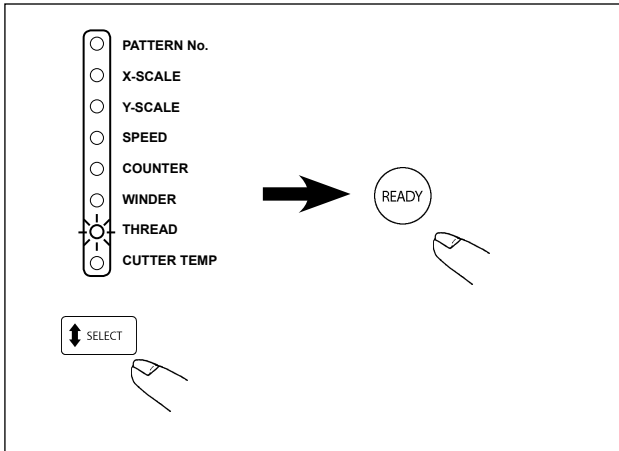 PATTERN No.
X-SCALE
Y-SCALE
SPEED
COUNTER
WINDER
THREAD
CUTTER TEMP
READY
SELECT